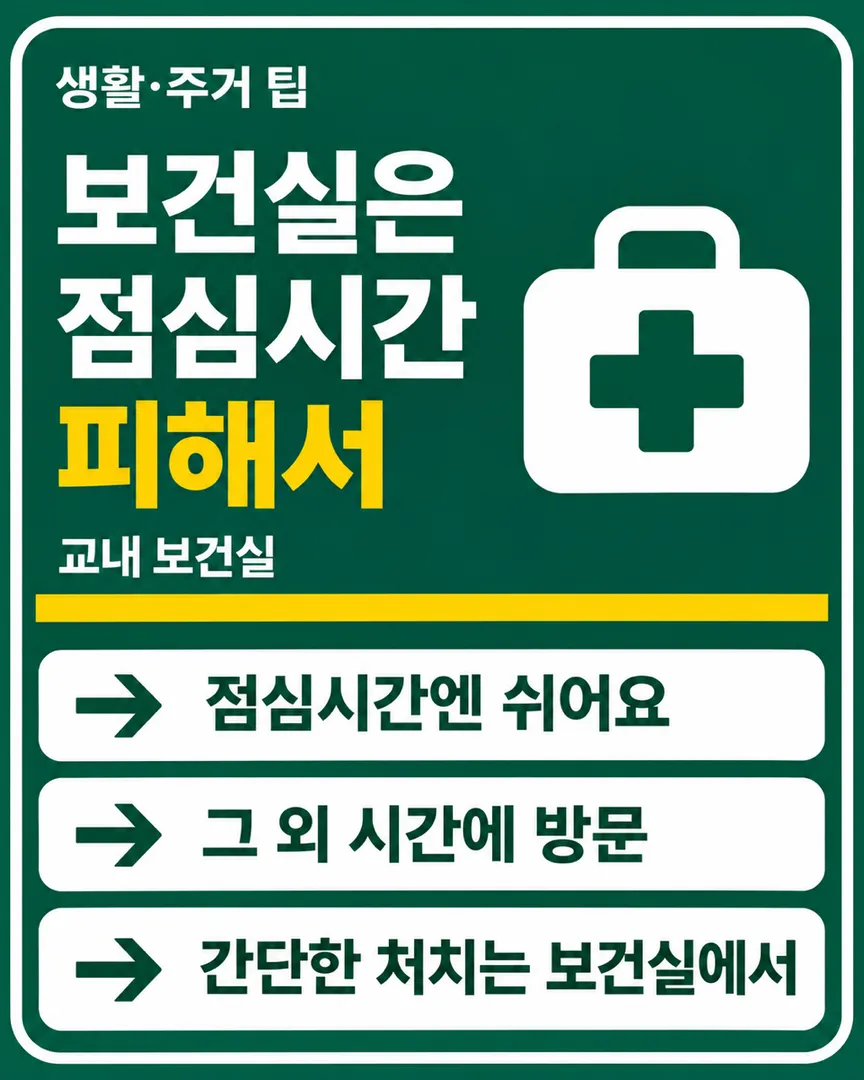 생활·주거 팁
보건실은
점심시간
피해서
교내 보건실
점심시간엔 쉬어요
그 외 시간에 방문
간단한 처치는 보건실에서